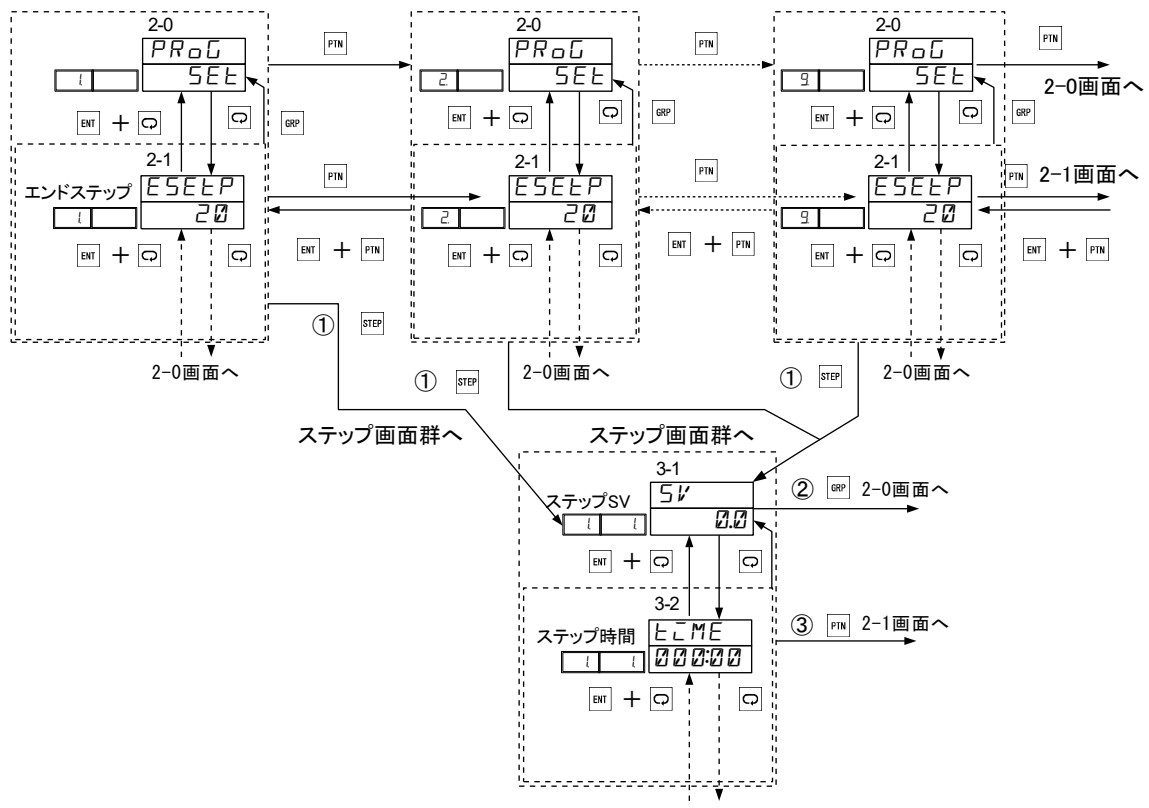 2-0
PRoG
SEt
1.
ENT + 
GRP
2-1
エンドステップ
ESEtP
20
1.
ENT + 
2-0画面へ
PTN
PTN
ENT + PTN
① STEP
2-0
PRoG
SEt
2.
ENT + 
GRP
2-1
ESEtP
20
2.
ENT + 
2-0画面へ
PTN
PTN
ENT + PTN
① STEP
2-0
PRoG
SEt
9.
ENT + 
GRP
2-1
ESEtP
20
9.
ENT + 
2-0画面へ
PTN
2-0画面へ
PTN 2-1画面へ
ENT + PTN
① STEP
ステップ画面群へ
ステップ画面群へ
3-1
SV
ステップSV
0.0
1. 1.
ENT + 
② GRP 2-0画面へ
3-2
ステップ時間
tiME
000:00
1. 1.
ENT + 
③ PTN 2-1画面へ